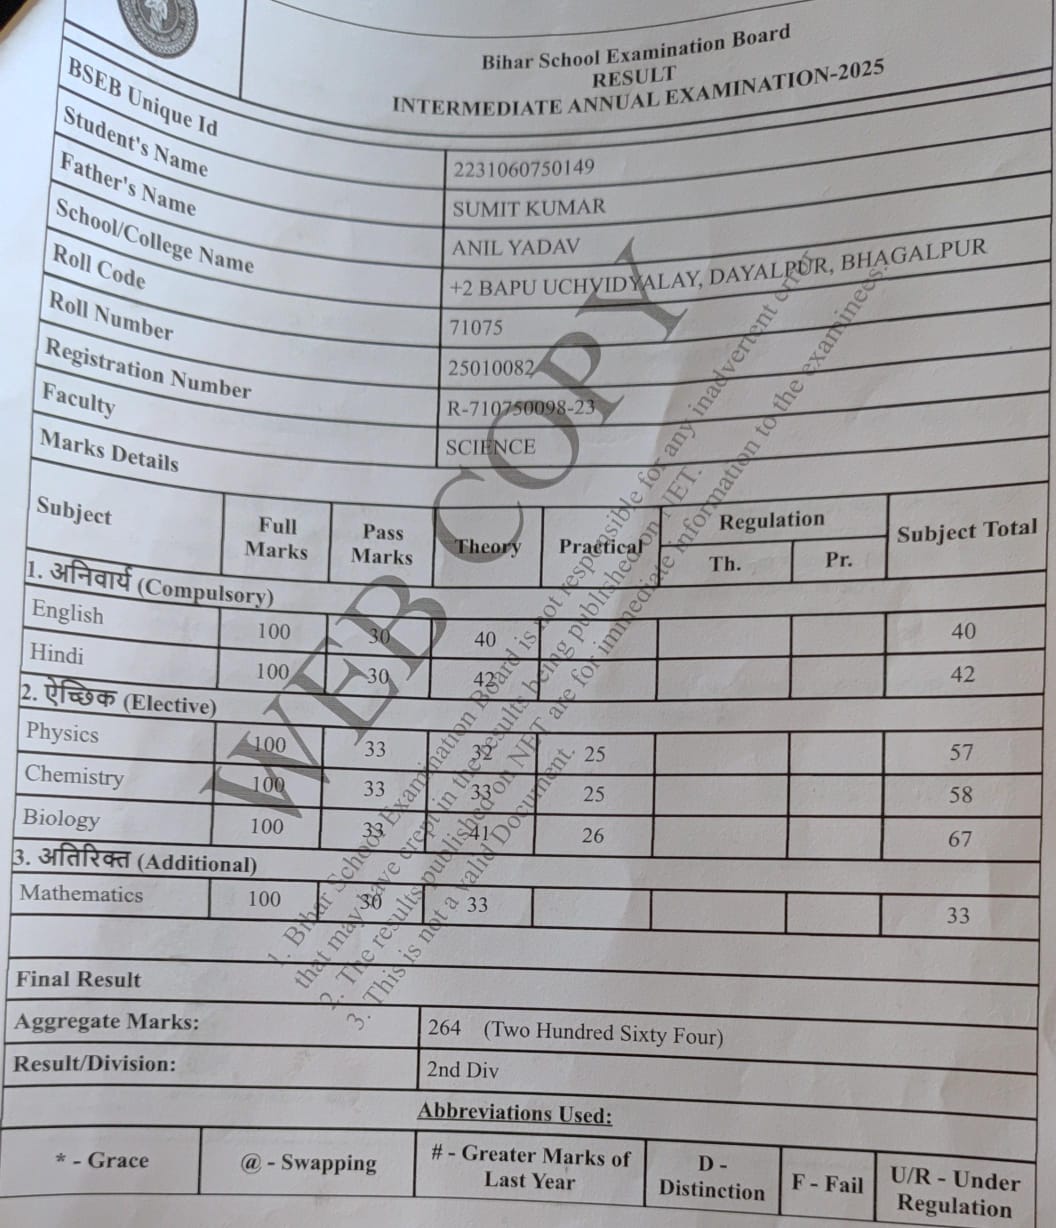 Bihar School Examination Board
RESULT
INTERMEDIATE ANNUAL EXAMINATION-2025
BSEB Unique Id 2231060750149
Student's Name SUMIT KUMAR
Father's Name ANIL YADAV
School/College Name +2 BAPU UCHVIDYALAY, DAYALPUR, BHAGALPUR
Roll Code 71075
Roll Number 25010082
Registration Number R-710750098-23
Faculty SCIENCE
Marks Details
Subject Full Marks Pass Marks Theory Practical Regulation Th. Pr. Subject Total
1. अनिवार्य (Compulsory)
English 100 30 40 40
Hindi 100 30 42 42
2. ऐच्छिक (Elective)
Physics 100 33 32 25 57
Chemistry 100 33 33 25 58
Biology 100 33 41 26 67
3. अतिरिक्त (Additional)
Mathematics 100 30 33 33
Final Result
Aggregate Marks: 264 (Two Hundred Sixty Four)
Result/Division: 2nd Div
Abbreviations Used:
* - Grace @ - Swapping # - Greater Marks of Last Year D - Distinction F - Fail U/R - Under Regulation
WEB COPY
1. Bihar School Examination Board is not responsible for any inadvertent error
that may have crept in the results being published on NET.
2. The results published on NET are for immediate information to the examinees.
3. This is not a valid Document.